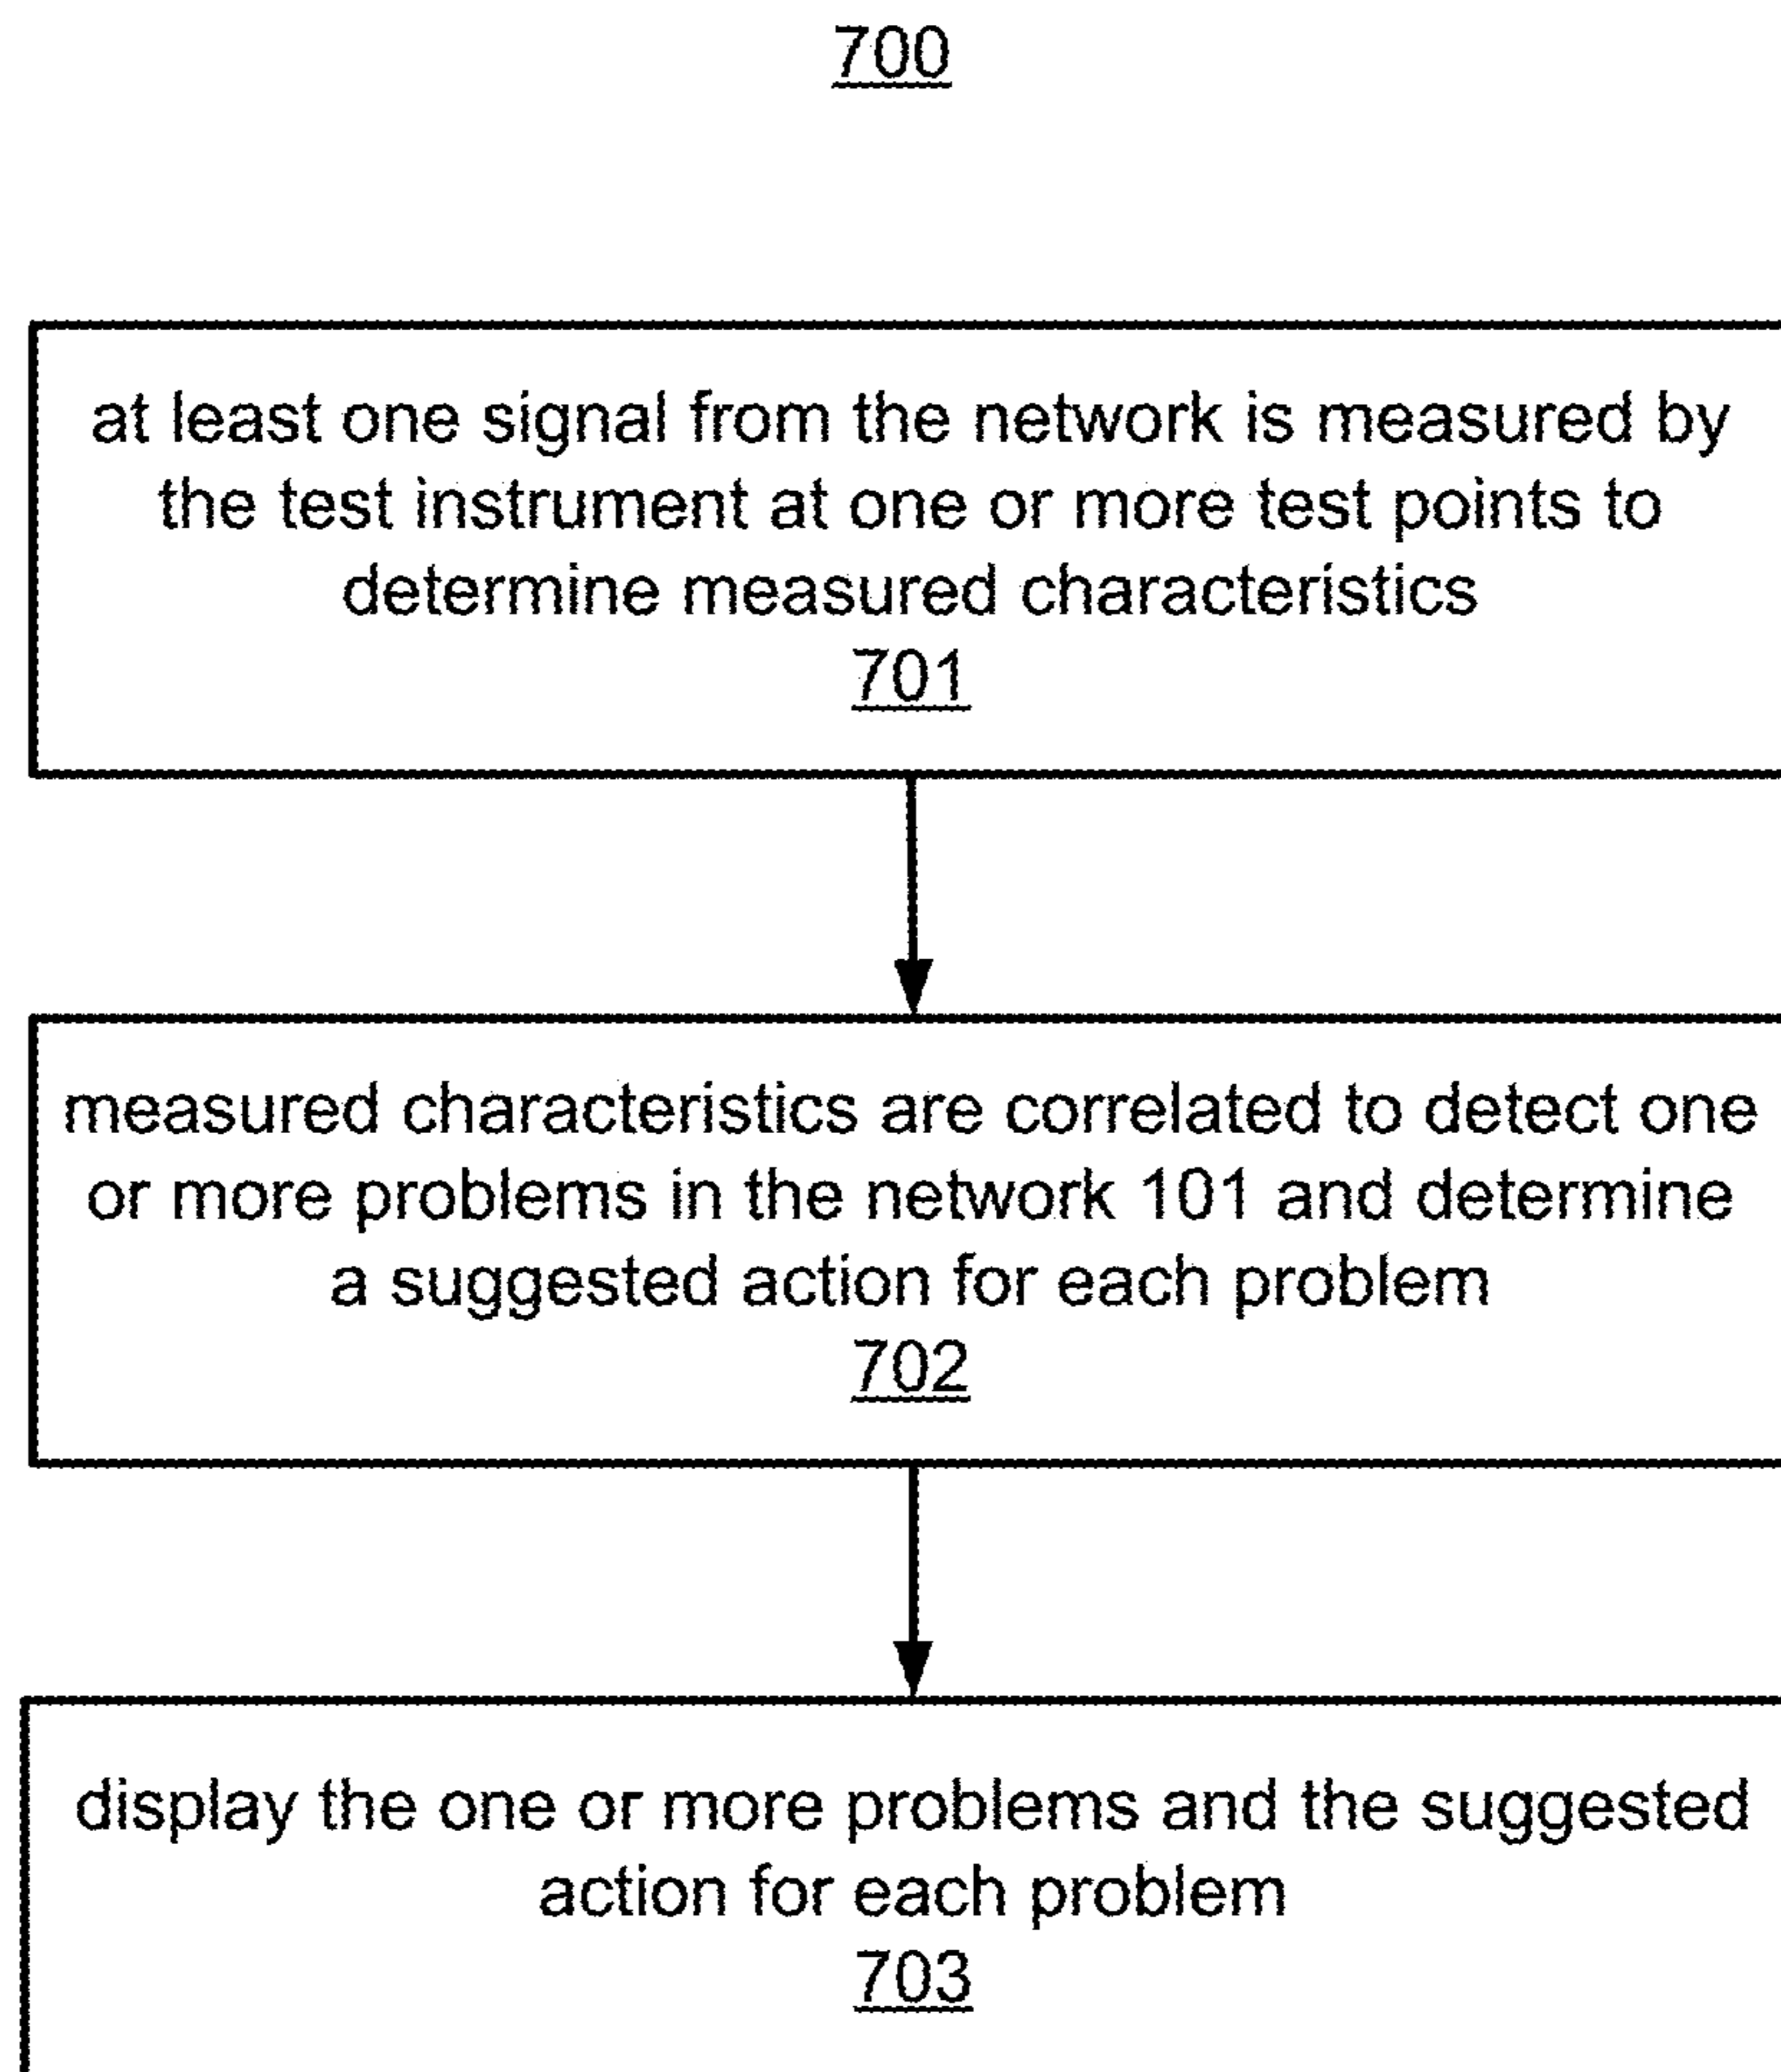 700
at least one signal from the network is measured by
the test instrument at one or more test points to
determine measured characteristics
701
measured characteristics are correlated to detect one
or more problems in the network 101 and determine
a suggested action for each problem
702
display the one or more problems and the suggested
action for each problem
703